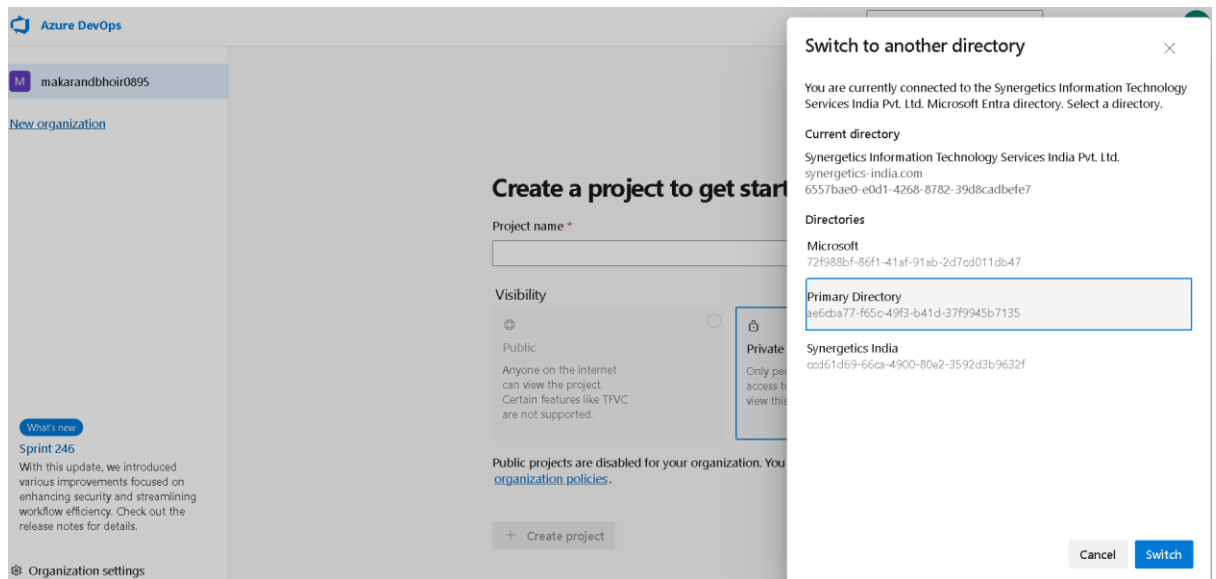 Azure DevOps
M makarandbhoir0895
New organization
Create a project to get start
Project name *
Visibility
Public
Anyone on the internet
can view the project.
Certain features like TFVC
are not supported.
Private
Only peo
access to
view this
Public projects are disabled for your organization. You
organization policies.
+ Create project
What's new
Sprint 246
With this update, we introduced
various improvements focused on
enhancing security and streamlining
workflow efficiency. Check out the
release notes for details.
Organization settings
Switch to another directory
You are currently connected to the Synergetics Information Technology
Services India Pvt. Ltd. Microsoft Entra directory. Select a directory.
Current directory
Synergetics Information Technology Services India Pvt. Ltd.
synergetics-india.com
6557bae0-e0d1-4268-8782-39d8cadbefe7
Directories
Microsoft
72f988bf-86f1-41af-91ab-2d7cd011db47
Primary Directory
ae6cba77-f65c-49f3-b41d-37f9945b7135
Synergetics India
ccd61d69-66ca-4900-80e2-3592d3b9632f
Cancel
Switch